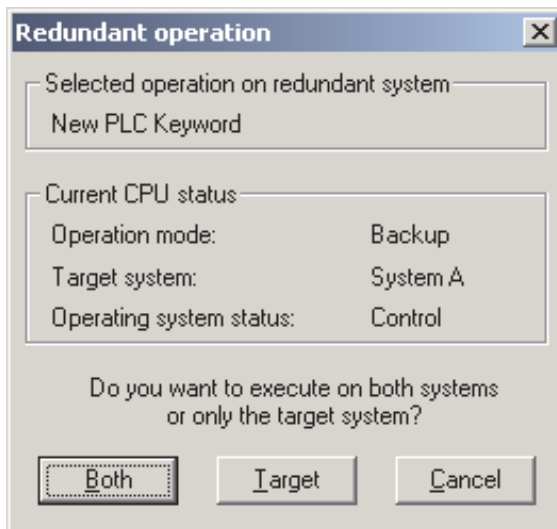 Redundant operation
Selected operation on redundant system
New PLC Keyword
Current CPU status
Operation mode: Backup
Target system: System A
Operating system status: Control
Do you want to execute on both systems
or only the target system?
Both Target Cancel